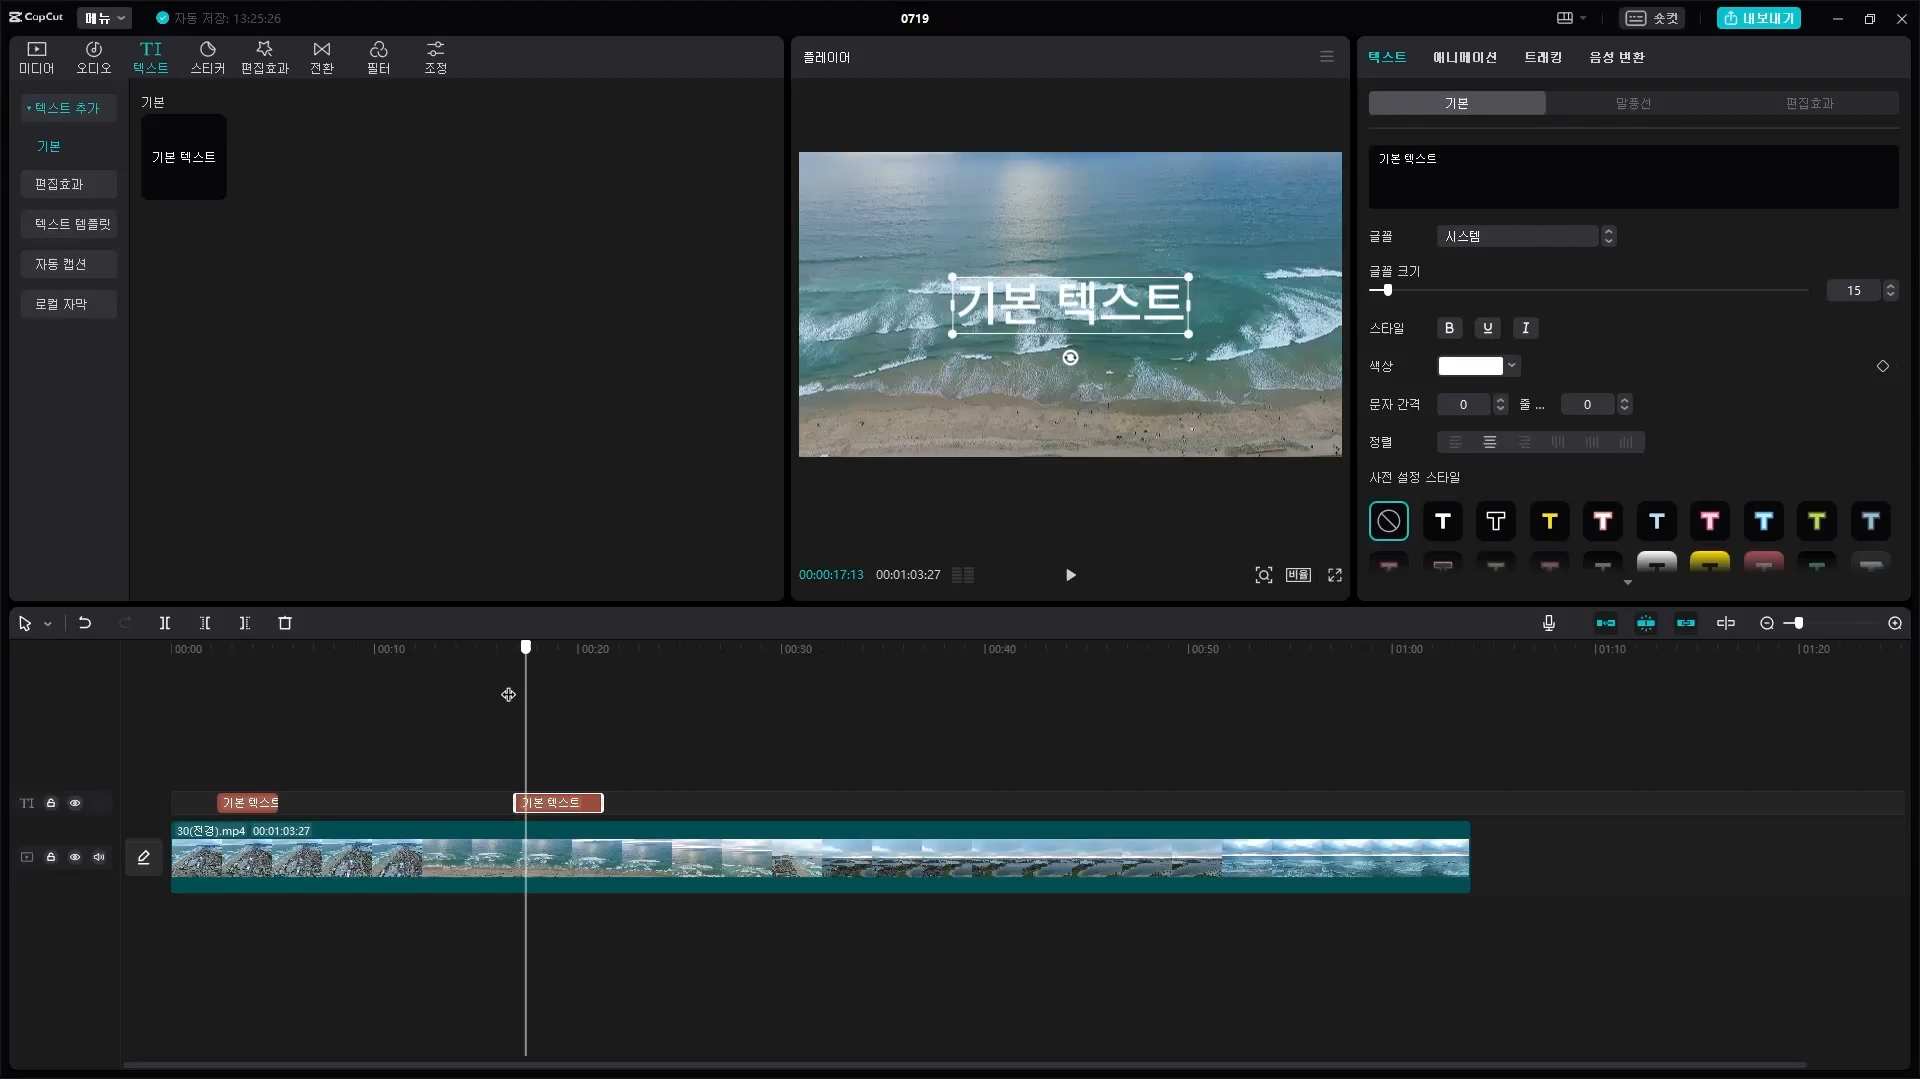 CapCut 메뉴 자동 저장: 13:25:26 0719 숏컷 내보내기
미디어 오디오 TI 텍스트 스티커 편집효과 전환 필터 조정
텍스트 추가
기본
편집효과
텍스트 템플릿
자동 캡션
로컬 자막
기본
기본 텍스트
플레이어
기본 텍스트
00:00:17:13 00:01:03:27 비율
텍스트 애니메이션 트래킹 음성 변환
기본 말풍선 편집효과
기본 텍스트
글꼴 시스템
글꼴 크기
15
스타일 B U I
색상
문자 간격 0 줄 ... 0
정렬
사전 설정 스타일
T T T T T T T T T
00:00 00:10 00:20 00:30 00:40 00:50 01:00 01:10 01:20
TI 기본 텍스트 기본 텍스트
30(전경).mp4 00:01:03:27